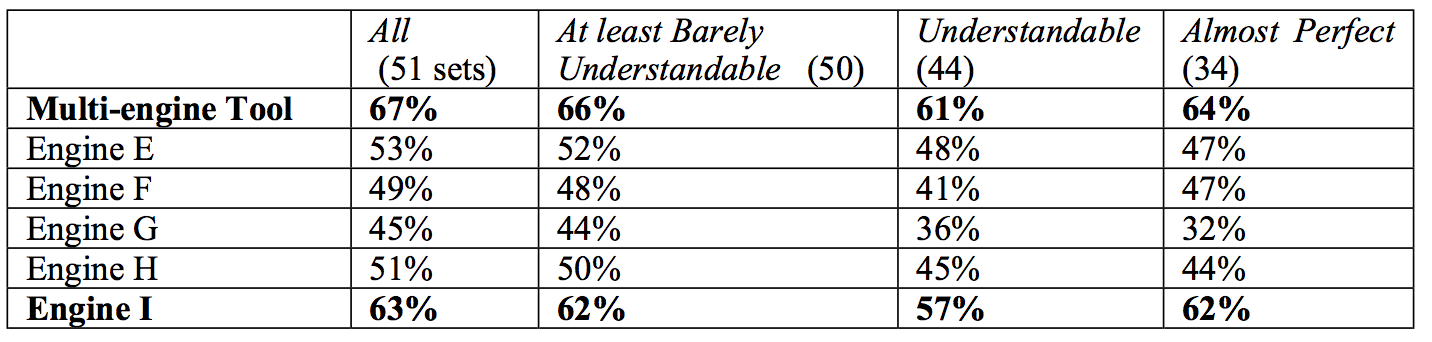 All At least Barely Understandable Almost Perfect
(51 sets) Understandable (50) (44) (34)
Multi-engine Tool 67% 66% 61% 64%
Engine E 53% 52% 48% 47%
Engine F 49% 48% 41% 47%
Engine G 45% 44% 36% 32%
Engine H 51% 50% 45% 44%
Engine I 63% 62% 57% 62%